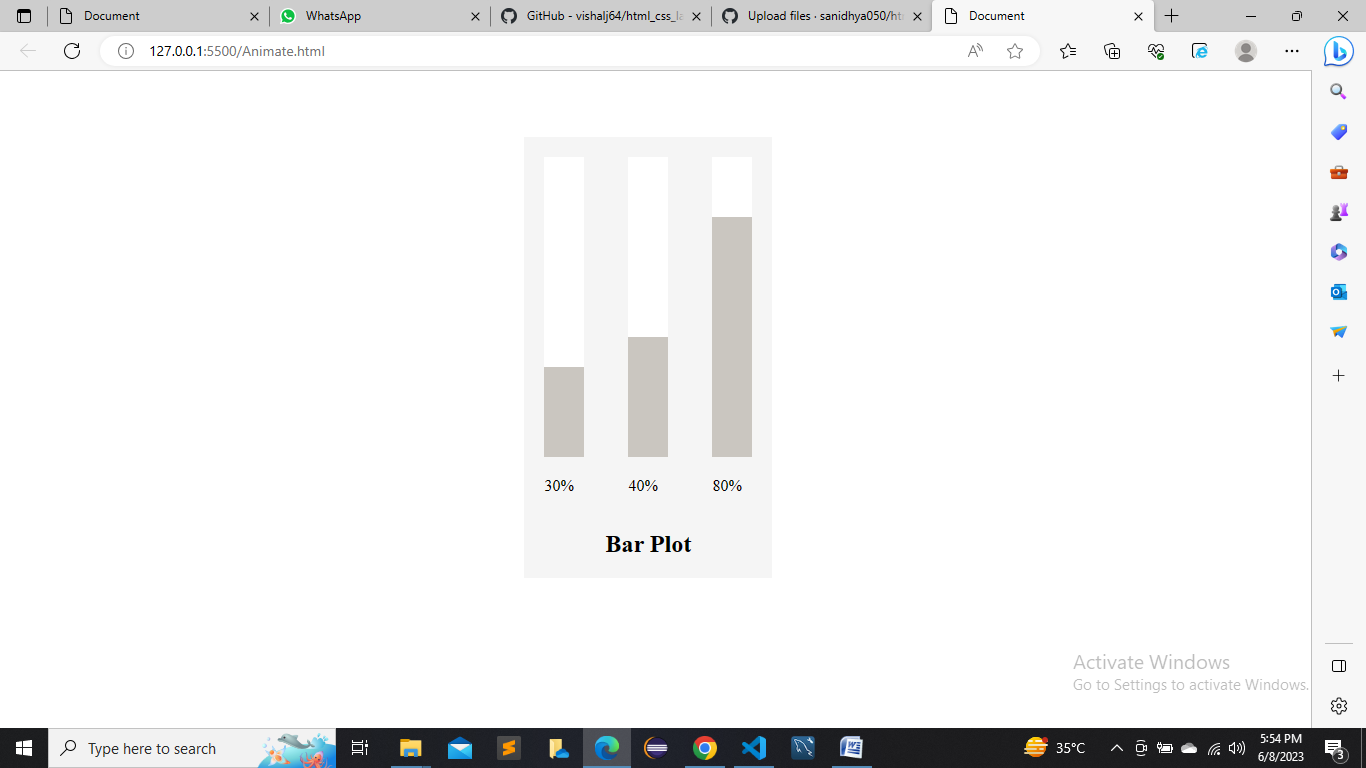 Document
WhatsApp
GitHub - vishalj64/html_css_la
Upload files · sanidhya050/ht
Document
127.0.0.1:5500/Animate.html
30%
40%
80%
Bar Plot
Activate Windows
Go to Settings to activate Windows.
Type here to search
35°C
5:54 PM
6/8/2023
3